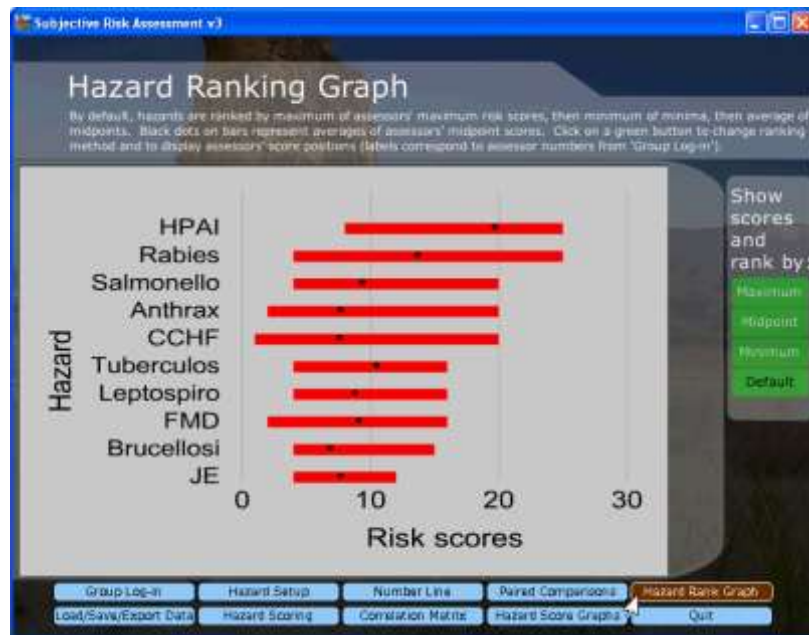 Subjective Risk Assessment v3
Hazard Ranking Graph
By default, hazards are ranked by maximum of assessors' maximum risk scores, then minimum of minima, then average of
midpoints. Black dots on bars represent averages of assessors' midpoint scores. Click on a green button to change ranking
method and to display assessors' score positions (labels correspond to assessor numbers from 'Group Log-in').
Show
scores
and
rank by:
Maximum
Midpoint
Minimum
Default
Hazard
HPAI
Rabies
Salmonello
Anthrax
CCHF
Tuberculos
Leptospiro
FMD
Brucellosi
JE
0 10 20 30
Risk scores
Group Log-in Hazard Setup Number Line Paired Comparisons Hazard Rank Graph
Load/Save/Export Data Hazard Scoring Correlation Matrix Hazard Score Graphs Quit